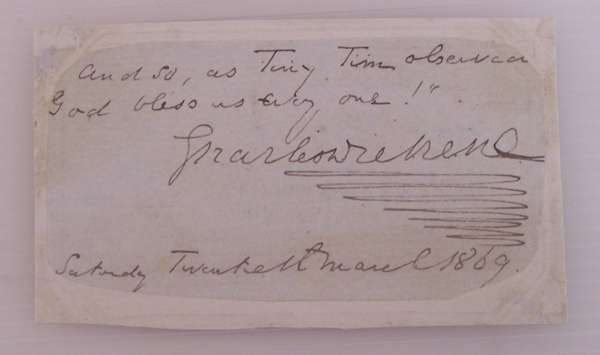 And so, as Tiny Tim observed,
God bless us every one!"
Charles Dickens
Saturday Twentieth March 1869.